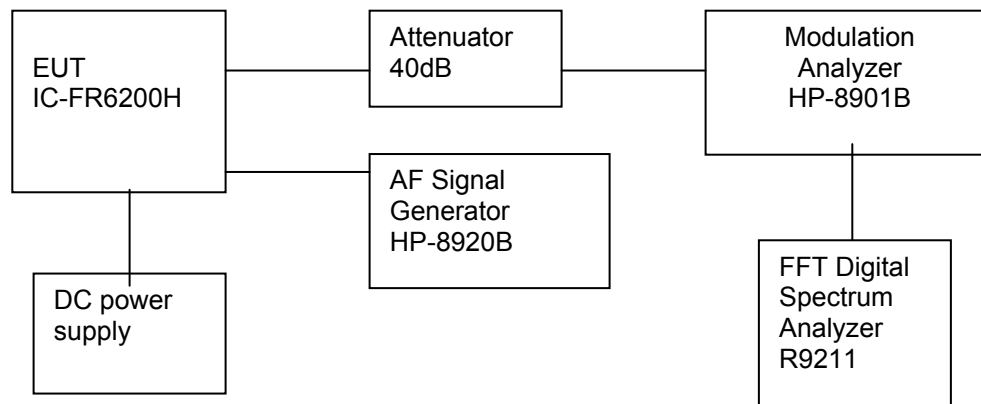 EUT
IC-FR6200H
Attenuator
40dB
Modulation
Analyzer
HP-8901B
AF Signal
Generator
HP-8920B
DC power
supply
FFT Digital
Spectrum
Analyzer
R9211